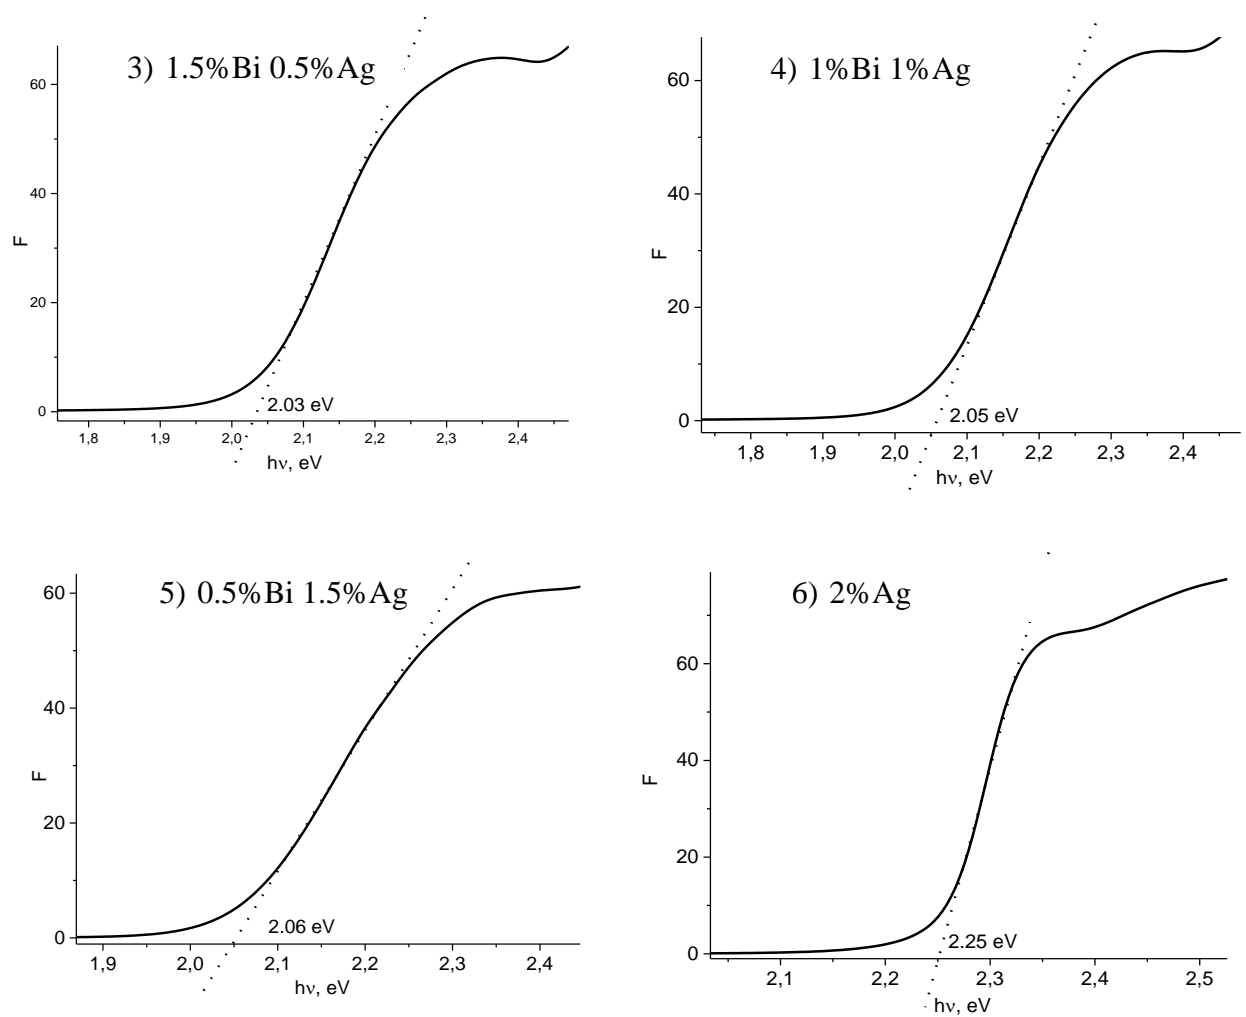 3) 1.5%Bi 0.5%Ag
60
40
20
0
F
2.03 eV
1,8 1,9 2,0 2,1 2,2 2,3 2,4
hν, eV
4) 1%Bi 1%Ag
60
40
20
0
F
2.05 eV
1,8 1,9 2,0 2,1 2,2 2,3 2,4
hν, eV
5) 0.5%Bi 1.5%Ag
60
40
20
0
F
2.06 eV
1,9 2,0 2,1 2,2 2,3 2,4
hν, eV
6) 2%Ag
60
40
20
0
F
2.25 eV
2,1 2,2 2,3 2,4 2,5
hν, eV